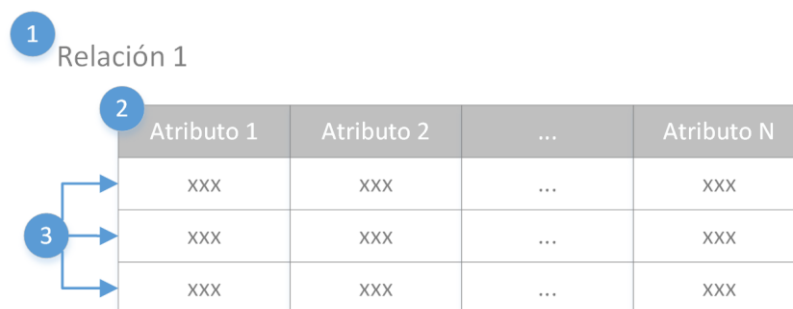 1
Relación 1
2
Atributo 1 Atributo 2 ... Atributo N
xxx xxx ... xxx
3
xxx xxx ... xxx
xxx xxx ... xxx